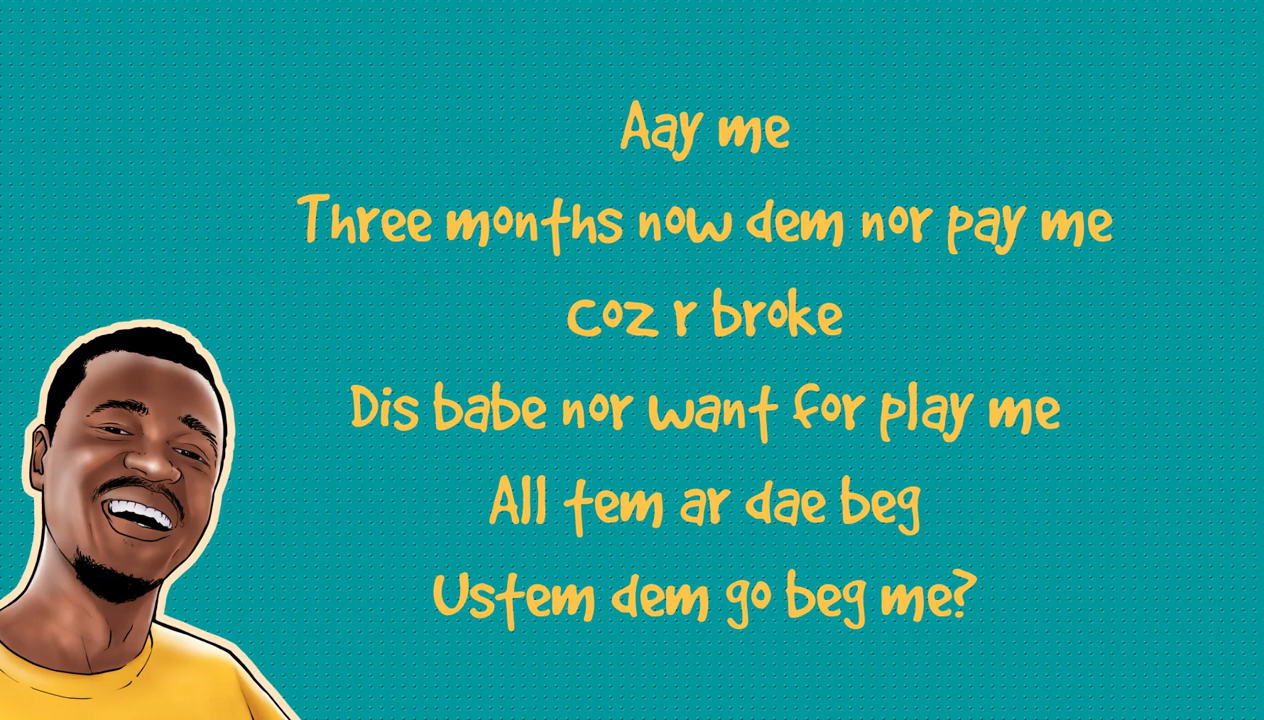 Aay me
Three months now dem nor pay me
Coz r broke
Dis babe nor want for play me
All tem ar dae beg
Ustem dem go beg me?